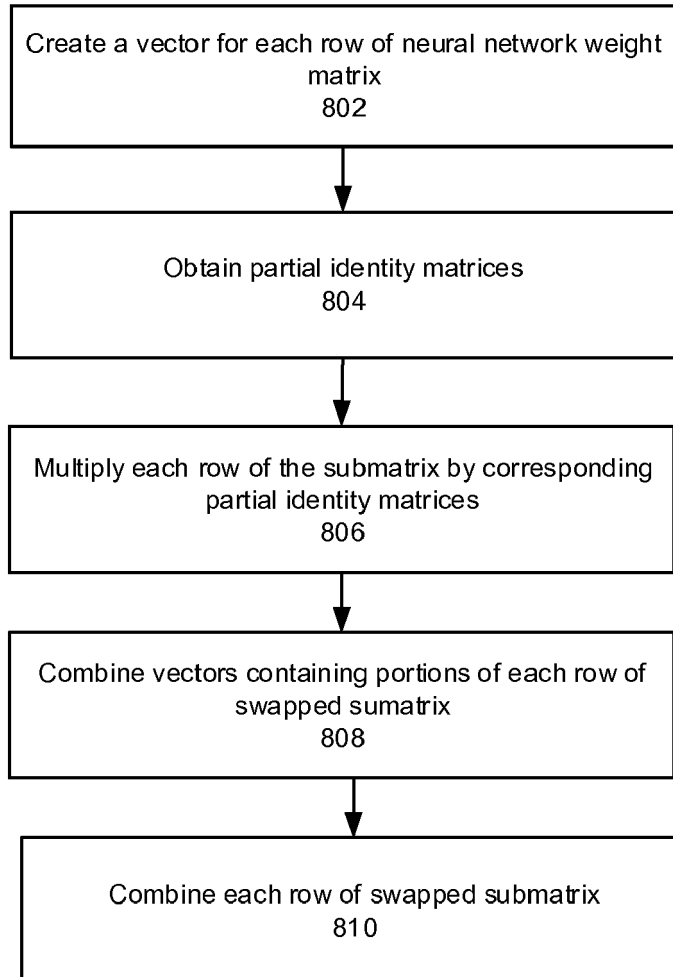 Create a vector for each row of neural network weight
matrix
802
Obtain partial identity matrices
804
Multiply each row of the submatrix by corresponding
partial identity matrices
806
Combine vectors containing portions of each row of
swapped sumatrix
808
Combine each row of swapped submatrix
810